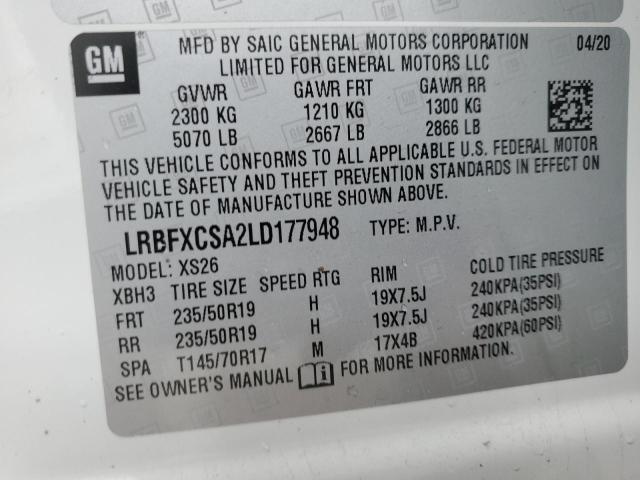 GM
MFD BY SAIC GENERAL MOTORS CORPORATION 04/20
LIMITED FOR GENERAL MOTORS LLC
GVWR GAWR FRT GAWR RR
2300 KG 1210 KG 1300 KG
5070 LB 2667 LB 2866 LB
THIS VEHICLE CONFORMS TO ALL APPLICABLE U.S. FEDERAL MOTOR
VEHICLE SAFETY AND THEFT PREVENTION STANDARDS IN EFFECT ON
THE DATE OF MANUFACTURE SHOWN ABOVE.
LRBFXCSA2LD177948 TYPE: M.P.V.
MODEL: XS26
XBH3 TIRE SIZE SPEED RTG RIM COLD TIRE PRESSURE
FRT 235/50R19 H 19X7.5J 240KPA(35PSI)
RR 235/50R19 H 19X7.5J 240KPA(35PSI)
SPA T145/70R17 M 17X4B 420KPA(60PSI)
SEE OWNER'S MANUAL FOR MORE INFORMATION.